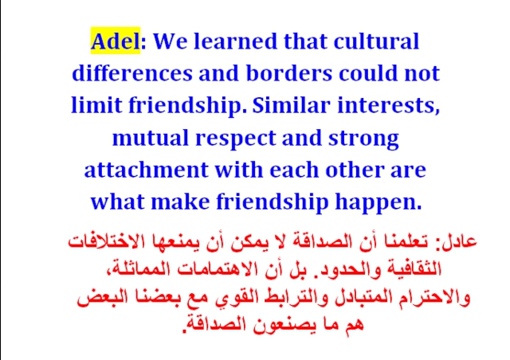 Adel: We learned that cultural
differences and borders could not
limit friendship. Similar interests,
mutual respect and strong
attachment with each other are
what make friendship happen.
عادل: تعلمنا أن الصداقة لا يمكن أن يمنعها الاختلافات
الثقافية والحدود. بل أن الاهتمامات المماثلة،
والاحترام المتبادل والترابط القوي مع بعضنا البعض
هم ما يصنعون الصداقة.